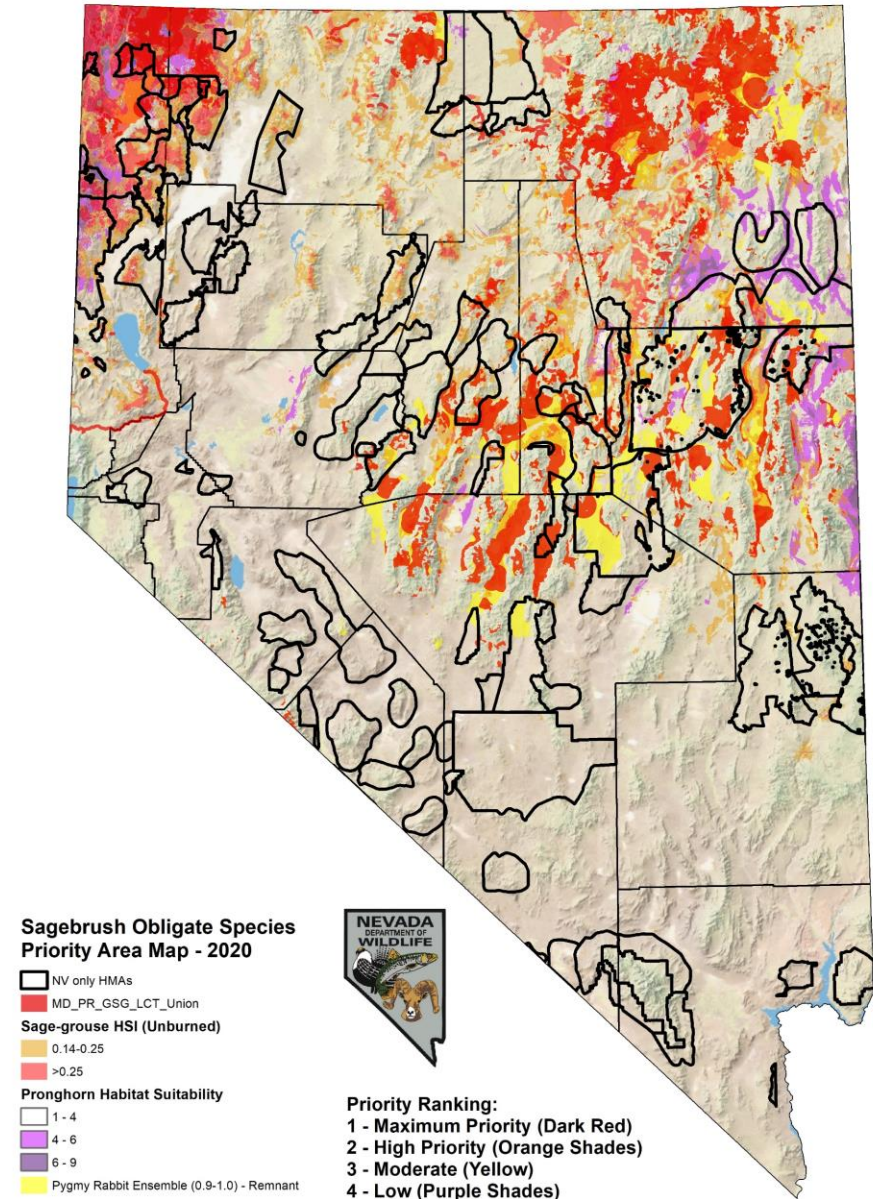 Sagebrush Obligate Species
Priority Area Map - 2020
NV only HMAs
MD_PR_GSG_LCT_Union
Sage-grouse HSI (Unburned)
0.14-0.25
>0.25
Pronghorn Habitat Suitability
1 - 4
4 - 6
6 - 9
Pygmy Rabbit Ensemble (0.9-1.0) - Remnant
NEVADA
DEPARTMENT OF
WILDLIFE
Priority Ranking:
1 - Maximum Priority (Dark Red)
2 - High Priority (Orange Shades)
3 - Moderate (Yellow)
4 - Low (Purple Shades)